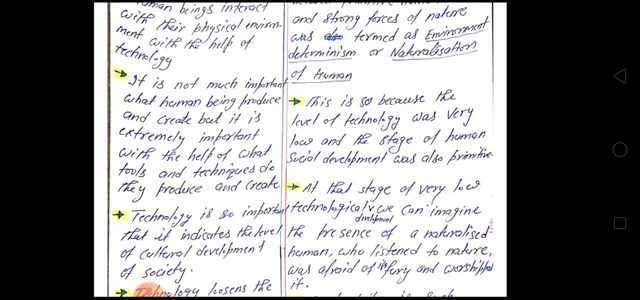 Human beings interact
with their physical environ-
ment with the help of
technology
→ It is not much important
what human being produce
and create but it is
extremely important
with the help of what
tools and techniques do
they produce and create
→ Technology is so important
that it indicates the level
of cultural development
of society.
→ Technology loosens the
and strong forces of nature
was termed as Environment
determinism or Naturalisation
of Human
→ This is so because the
level of technology was very
low and the stage of human
social development was also primitive.
→ At that stage of very low
technological development we can imagine
the presence of a naturalised
human, who listened to nature,
was afraid of its fury and worshipped
it.